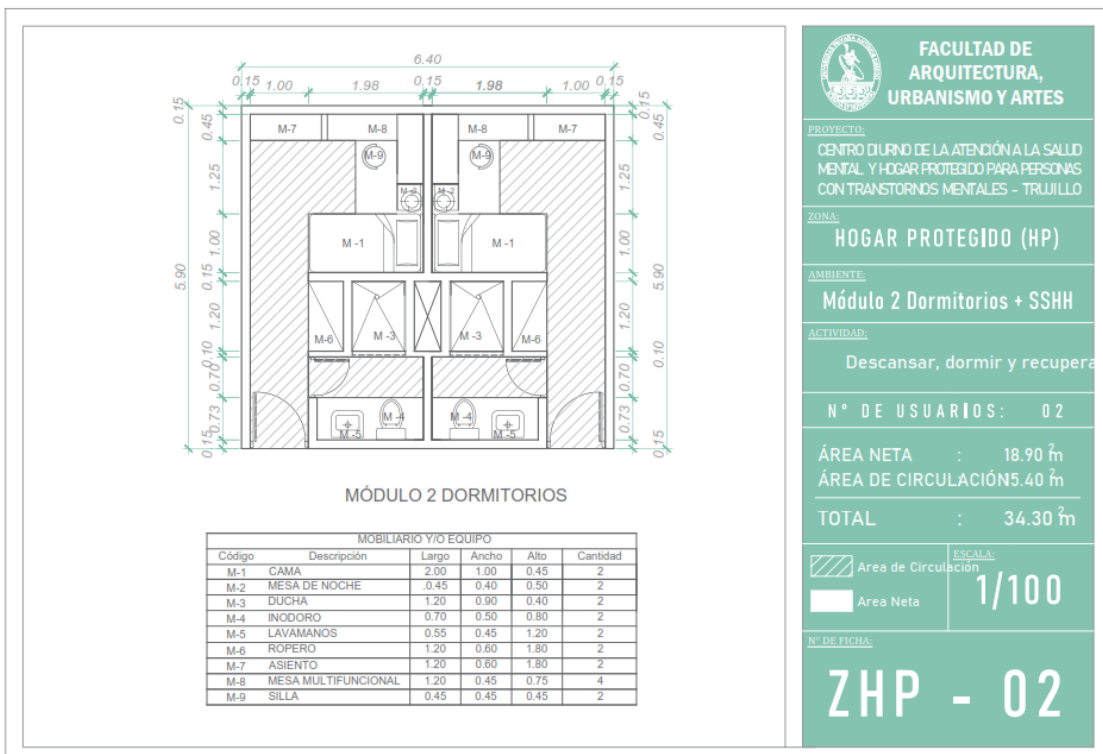 6.40
0.15 1.00 1.98 0.15 1.98 1.00 0.15
0.15
0.45
1.25
1.00
0.15
1.20
0.10
0.70
0.73
0.15
5.90
0.15
0.45
1.25
1.00
1.20
0.10
0.70
0.73
0.15
5.90
M-7 M-8 M-8 M-7
M-9 M-9
M-2 M-2
M -1 M -1
M-6 M -3 M -3 M-6
M -4 M -4
M -5 M -5
MÓDULO 2 DORMITORIOS
MOBILIARIO Y/O EQUIPO
Código Descripción Largo Ancho Alto Cantidad
M-1 CAMA 2.00 1.00 0.45 2
M-2 MESA DE NOCHE .0.45 0.40 0.50 2
M-3 DUCHA 1.20 0.90 0.40 2
M-4 INODORO 0.70 0.50 0.80 2
M-5 LAVAMANOS 0.55 0.45 1.20 2
M-6 ROPERO 1.20 0.60 1.80 2
M-7 ASIENTO 1.20 0.60 1.80 2
M-8 MESA MULTIFUNCIONAL 1.20 0.45 0.75 4
M-9 SILLA 0.45 0.45 0.45 2
FACULTAD DE
ARQUITECTURA,
URBANISMO Y ARTES
PROYECTO:
CENTRO DIURNO DE LA ATENCIÓN A LA SALUD
MENTAL Y HOGAR PROTEGIDO PARA PERSONAS
CON TRANSTORNOS MENTALES - TRUJILLO
ZONA:
HOGAR PROTEGIDO (HP)
AMBIENTE:
Módulo 2 Dormitorios + SSHH
ACTIVIDAD:
Descansar, dormir y recupera
N° DE USUARIOS: 02
ÁREA NETA : 18.90 m2
ÁREA DE CIRCULACIÓN 15.40 m2
TOTAL : 34.30 m2
Area de Circulación
Area Neta
ESCALA:
1/100
N° DE FICHA:
ZHP - 02